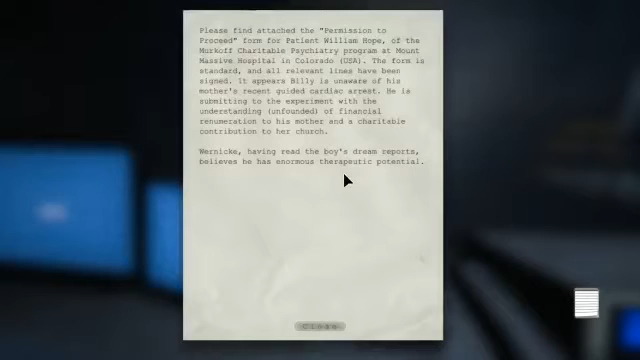 Please find attached the "Permission to
Proceed" form for Patient William Hope, of the
Murkoff Charitable Psychiatry program at Mount
Massive Hospital in Colorado (USA). The form is
standard, and all relevant lines have been
signed. It appears Billy is unaware of his
mother's recent guided cardiac arrest. He is
submitting to the experiment with the
understanding (unfounded) of financial
renumeration to his mother and a charitable
contribution to her church.
Wernicke, having read the boy's dream reports,
believes he has enormous therapeutic potential.
Close